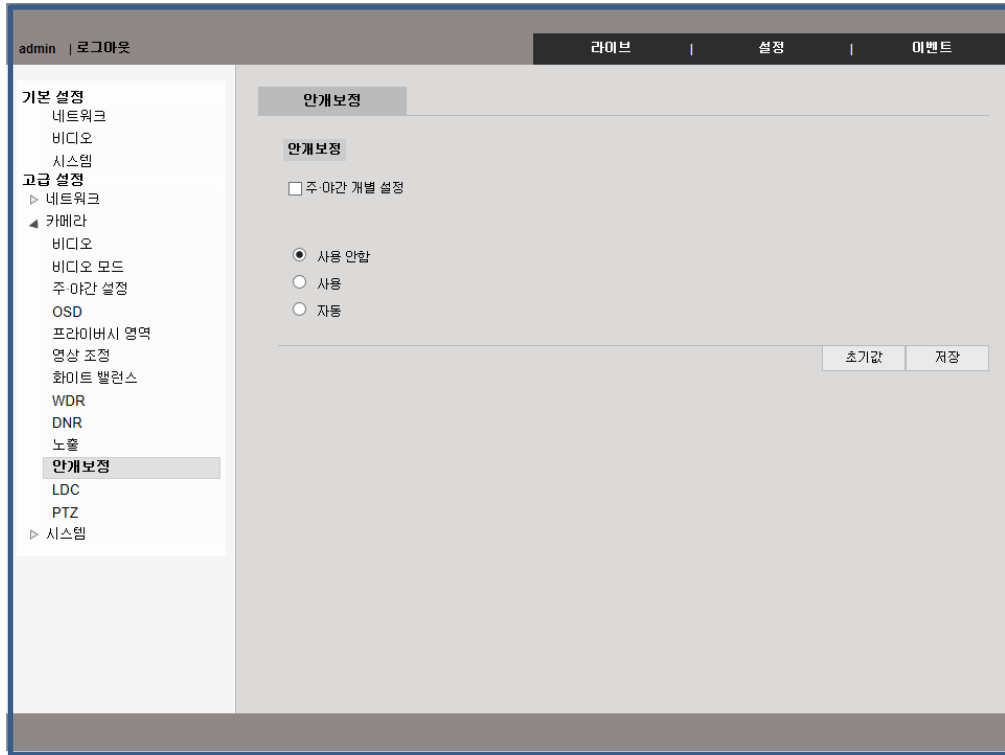 admin | 로그아웃
라이브 | 설정 | 이벤트
기본 설정
네트워크
비디오
시스템
고급 설정
네트워크
카메라
비디오
비디오 모드
주·야간 설정
OSD
프라이버시 영역
영상 조정
화이트 밸런스
WDR
DNR
노출
안개보정
LDC
PTZ
시스템
안개보정
안개보정
주·야간 개별 설정
사용 안함
사용
자동
초기값 저장